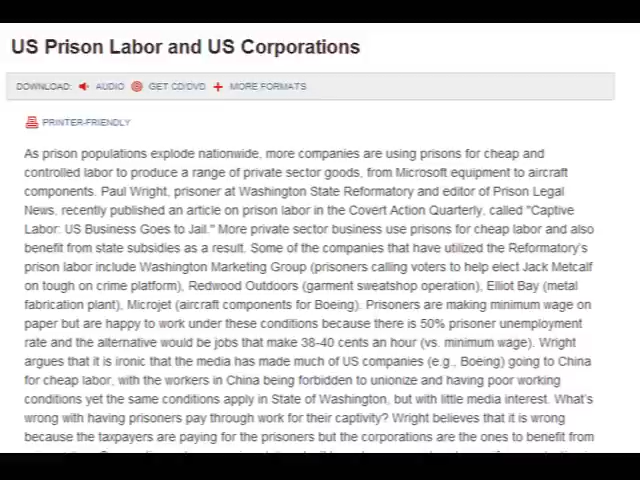 US Prison Labor and US Corporations
DOWNLOAD: AUDIO GET CD/DVD MORE FORMATS
PRINTER-FRIENDLY
As prison populations explode nationwide, more companies are using prisons for cheap and
controlled labor to produce a range of private sector goods, from Microsoft equipment to aircraft
components. Paul Wright, prisoner at Washington State Reformatory and editor of Prison Legal
News, recently published an article on prison labor in the Covert Action Quarterly, called "Captive
Labor: US Business Goes to Jail." More private sector business use prisons for cheap labor and also
benefit from state subsidies as a result. Some of the companies that have utilized the Reformatory's
prison labor include Washington Marketing Group (prisoners calling voters to help elect Jack Metcalf
on tough on crime platform), Redwood Outdoors (garment sweatshop operation), Elliot Bay (metal
fabrication plant), Microjet (aircraft components for Boeing). Prisoners are making minimum wage on
paper but are happy to work under these conditions because there is 50% prisoner unemployment
rate and the alternative would be jobs that make 38-40 cents an hour (vs. minimum wage). Wright
argues that it is ironic that the media has made much of US companies (e.g., Boeing) going to China
for cheap labor, with the workers in China being forbidden to unionize and having poor working
conditions yet the same conditions apply in State of Washington, but with little media interest. What's
wrong with having prisoners pay through work for their captivity? Wright believes that it is wrong
because the taxpayers are paying for the prisoners but the corporations are the ones to benefit from